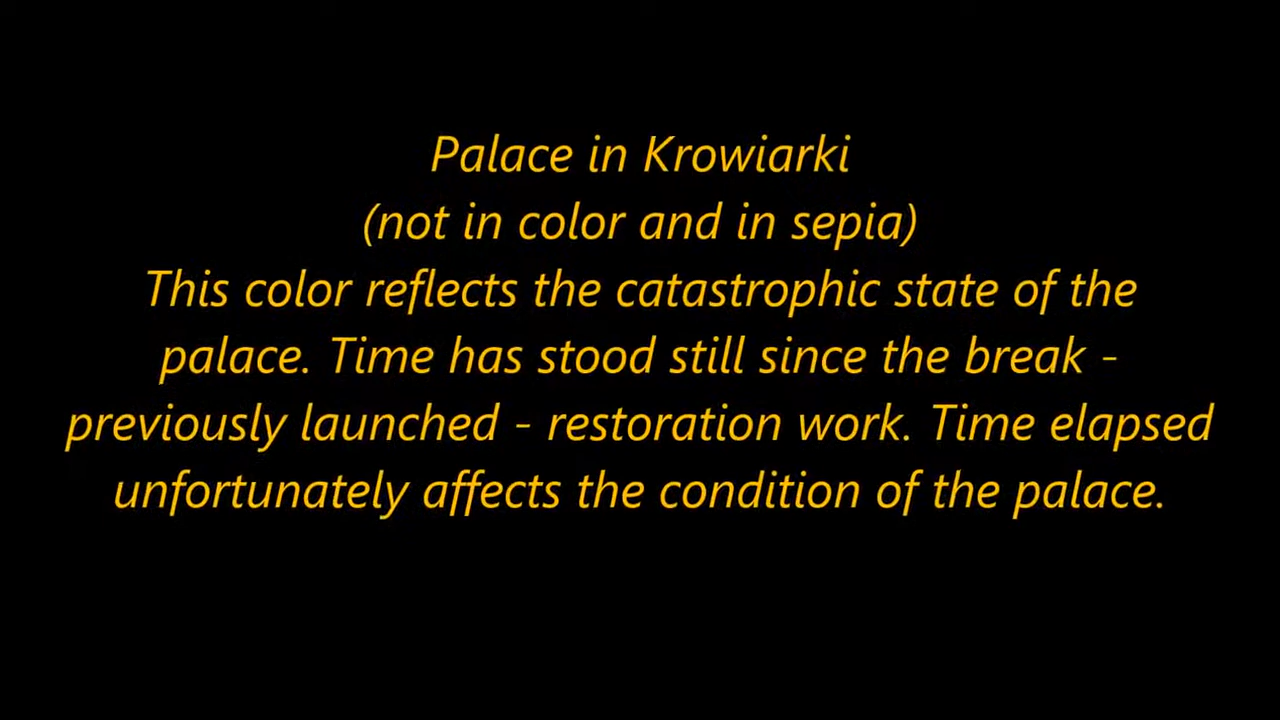 Palace in Krowiarki
(not in color and in sepia)
This color reflects the catastrophic state of the
palace. Time has stood still since the break -
previously launched - restoration work. Time elapsed
unfortunately affects the condition of the palace.